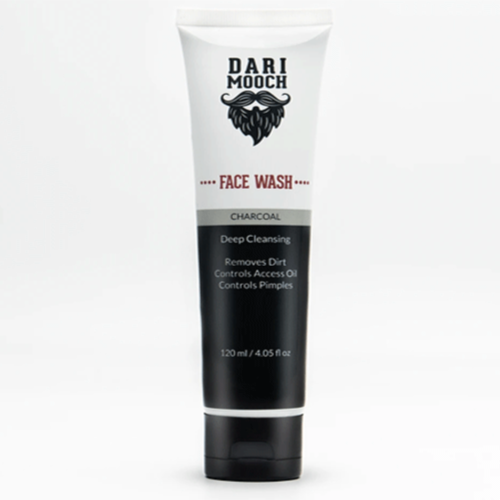 DARI
MOOCH
FACE WASH
CHARCOAL
Deep Cleansing
Removes Dirt
Controls Access Oil
Controls Pimples
120 ml / 4.05 fl oz